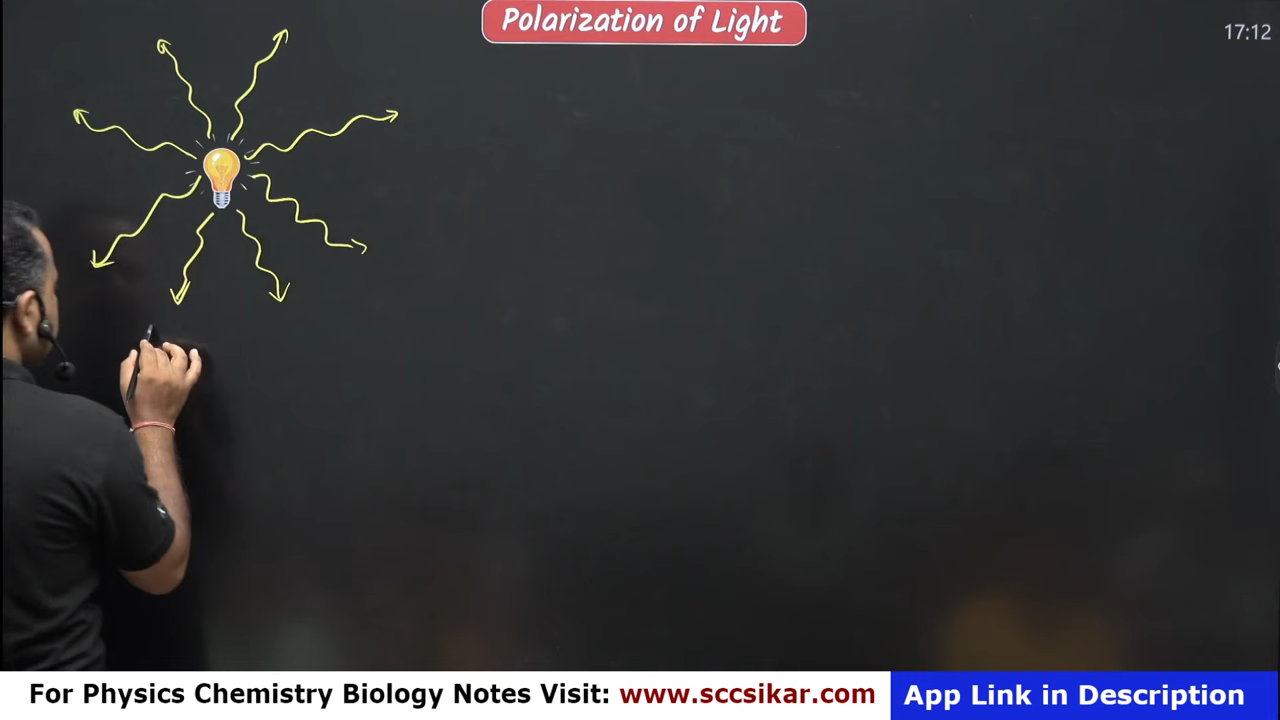 Polarization of Light
17:12
For Physics Chemistry Biology Notes Visit: www.sccsikar.com
App Link in Description